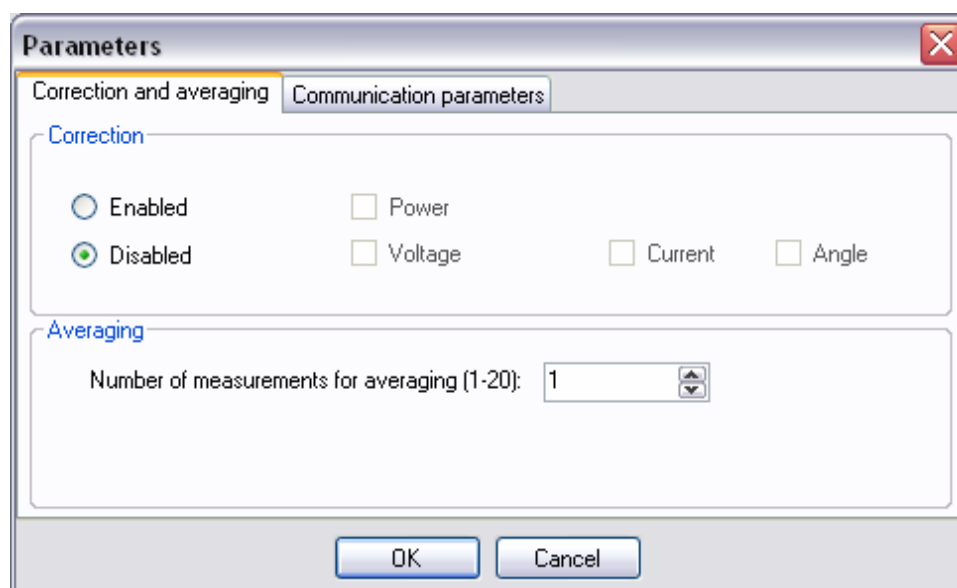 Parameters
Correction and averaging Communication parameters
Correction
Enabled Power
Disabled Voltage Current Angle
Averaging
Number of measurements for averaging (1-20): 1
OK Cancel